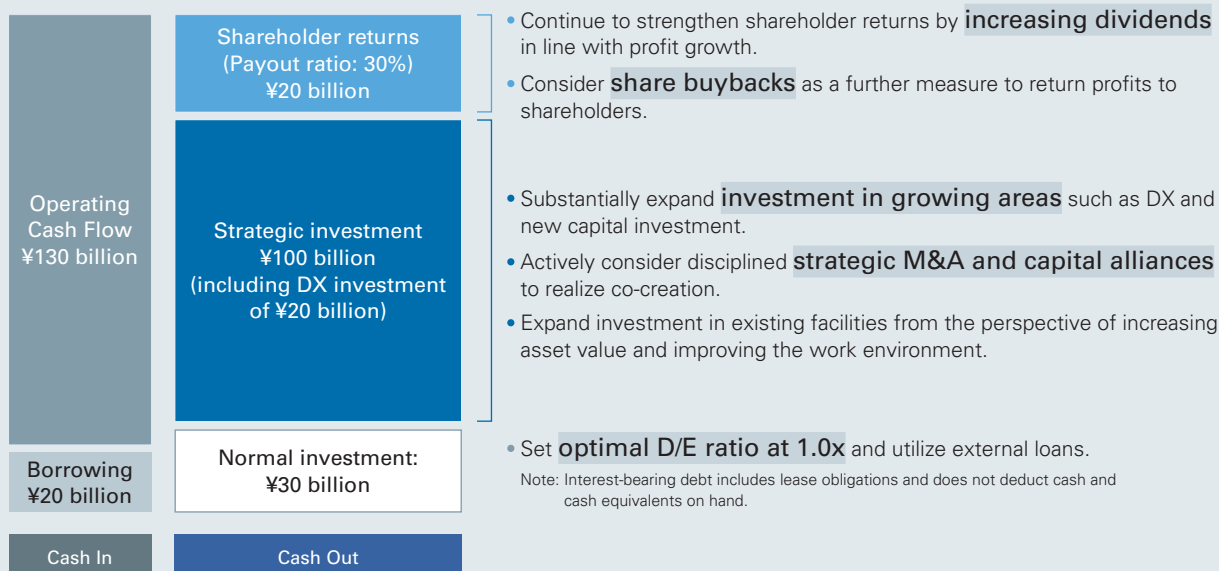 Operating
Cash Flow
¥130 billion
Borrowing
¥20 billion
Cash In
Shareholder returns
(Payout ratio: 30%)
¥20 billion
Strategic investment
¥100 billion
(including DX investment
of ¥20 billion)
Normal investment:
¥30 billion
Cash Out
• Continue to strengthen shareholder returns by increasing dividends
in line with profit growth.
• Consider share buybacks as a further measure to return profits to
shareholders.
• Substantially expand investment in growing areas such as DX and
new capital investment.
• Actively consider disciplined strategic M&A and capital alliances
to realize co-creation.
• Expand investment in existing facilities from the perspective of increasing
asset value and improving the work environment.
• Set optimal D/E ratio at 1.0x and utilize external loans.
Note: Interest-bearing debt includes lease obligations and does not deduct cash and
cash equivalents on hand.